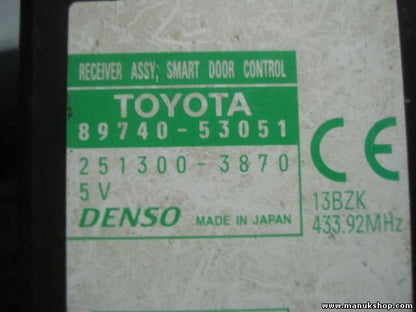 RECEIVER ASSY; SMART DOOR CONTROL
TOYOTA
89740-53051
251300-3870
5V
DENSO MADE IN JAPAN
CE
13BZK
433.92MHz
www.manukshop.com